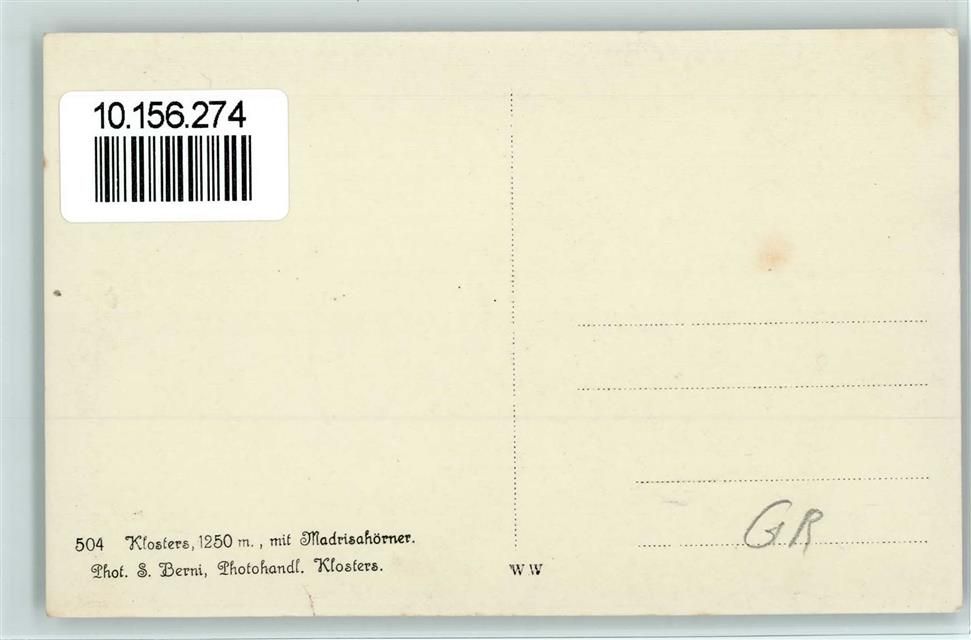 10.156.274
504 Klosters, 1250 m., mit Madrisahörner.
Phot. S. Berni, Photohandl. Klosters.
WW
GR